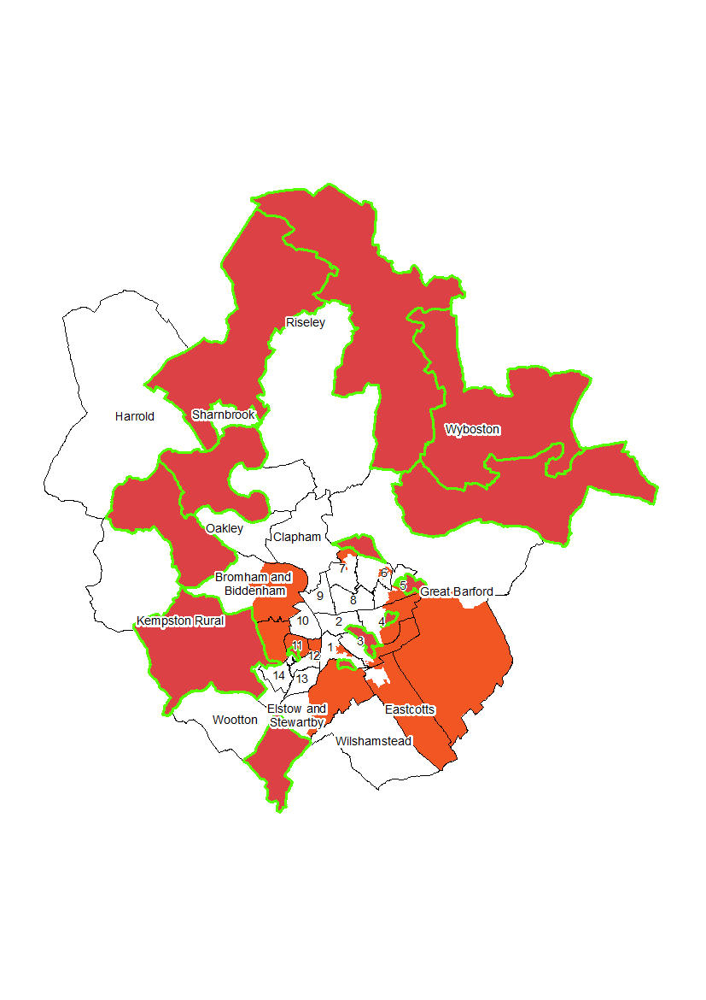 Riseley
Harrold
Sharnbrook
Wyboston
Oakley
Clapham
7
6
Bromham and
Biddenham
5
Great Barford
9
8
Kempston Rural
10
2
4
3
11
1
12
14
13
Elstow and
Stewartby
Wootton
Eastcotts
Wilshamstead